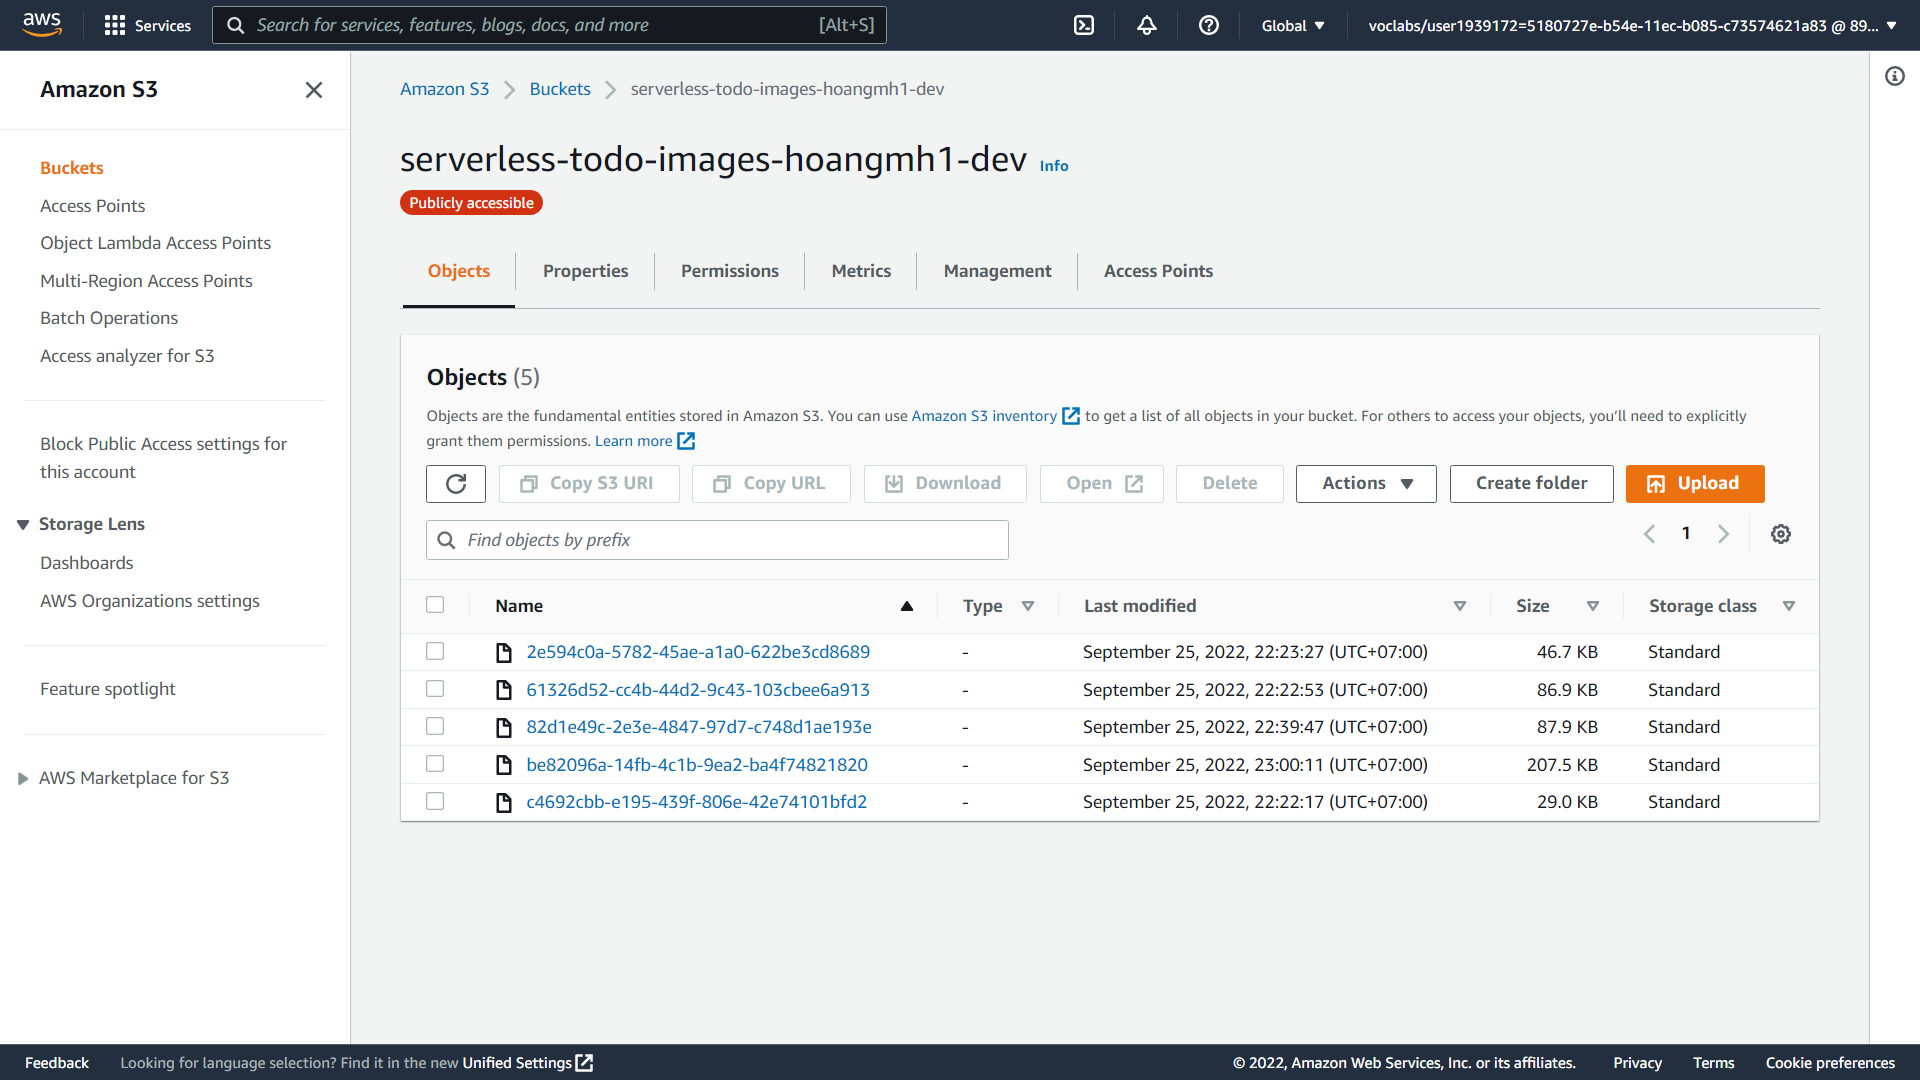 aws
Services
Search for services, features, blogs, docs, and more [Alt+S]
Global
voclabs/user1939172=5180727e-b54e-11ec-b085-c73574621a83 @ 89...
Amazon S3
Buckets
Access Points
Object Lambda Access Points
Multi-Region Access Points
Batch Operations
Access analyzer for S3
Block Public Access settings for
this account
Storage Lens
Dashboards
AWS Organizations settings
Feature spotlight
AWS Marketplace for S3
Amazon S3 Buckets serverless-todo-images-hoangmh1-dev
serverless-todo-images-hoangmh1-dev Info
Publicly accessible
Objects Properties Permissions Metrics Management Access Points
Objects (5)
Objects are the fundamental entities stored in Amazon S3. You can use Amazon S3 inventory to get a list of all objects in your bucket. For others to access your objects, you’ll need to explicitly
grant them permissions. Learn more
Copy S3 URI Copy URL Download Open Delete Actions Create folder Upload
Find objects by prefix
1
Name Type Last modified Size Storage class
2e594c0a-5782-45ae-a1a0-622be3cd8689 - September 25, 2022, 22:23:27 (UTC+07:00) 46.7 KB Standard
61326d52-cc4b-44d2-9c43-103cbee6a913 - September 25, 2022, 22:22:53 (UTC+07:00) 86.9 KB Standard
82d1e49c-2e3e-4847-97d7-c748d1ae193e - September 25, 2022, 22:39:47 (UTC+07:00) 87.9 KB Standard
be82096a-14fb-4c1b-9ea2-ba4f74821820 - September 25, 2022, 23:00:11 (UTC+07:00) 207.5 KB Standard
c4692cbb-e195-439f-806e-42e74101bfd2 - September 25, 2022, 22:22:17 (UTC+07:00) 29.0 KB Standard
Feedback Looking for language selection? Find it in the new Unified Settings
© 2022, Amazon Web Services, Inc. or its affiliates. Privacy Terms Cookie preferences